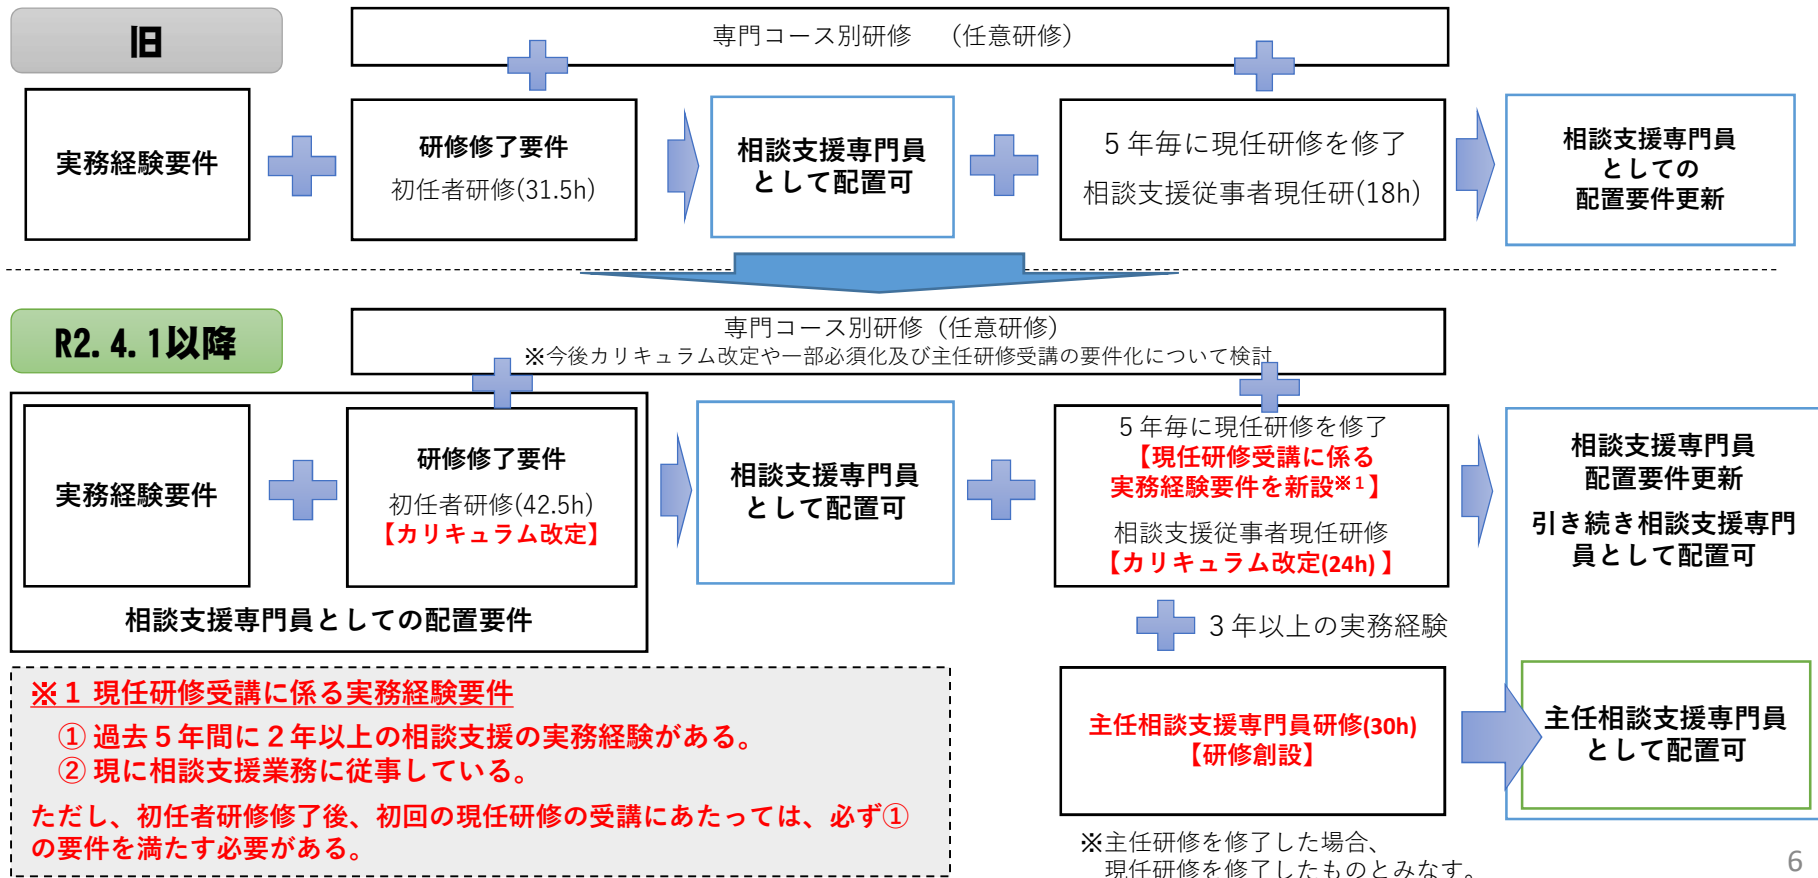 旧
専門コース別研修　（任意研修）
実務経験要件
研修修了要件
初任者研修(31.5h)
相談支援専門員
として配置可
５年毎に現任研修を修了
相談支援従事者現任研(18h)
相談支援専門員
としての
配置要件更新
R2.4.1以降
専門コース別研修（任意研修）
※今後カリキュラム改定や一部必須化及び主任研修受講の要件化について検討
実務経験要件
研修修了要件
初任者研修(42.5h)
【カリキュラム改定】
相談支援専門員としての配置要件
相談支援専門員
として配置可
５年毎に現任研修を修了
【現任研修受講に係る
実務経験要件を新設※1】
相談支援従事者現任研修
【カリキュラム改定(24h)】
相談支援専門員
配置要件更新
引き続き相談支援専門
員として配置可
３年以上の実務経験
主任相談支援専門員研修(30h)
【研修創設】
主任相談支援専門員
として配置可
※主任研修を修了した場合、
現任研修を修了したものとみなす。
※１ 現任研修受講に係る実務経験要件
① 過去５年間に２年以上の相談支援の実務経験がある。
② 現に相談支援業務に従事している。
ただし、初任者研修修了後、初回の現任研修の受講にあたっては、必ず①
の要件を満たす必要がある。
6